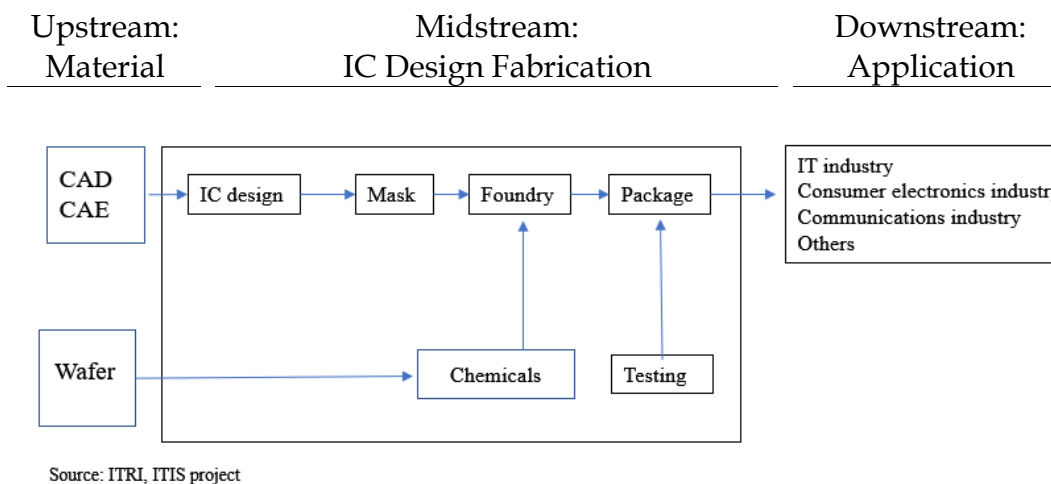 Upstream:
Material
Midstream:
IC Design Fabrication
Downstream:
Application
CAD
CAE
IC design
Mask
Foundry
Package
IT industry
Consumer electronics industr
Communications industry
Others
Wafer
Chemicals
Testing
Source: ITRI, ITIS project